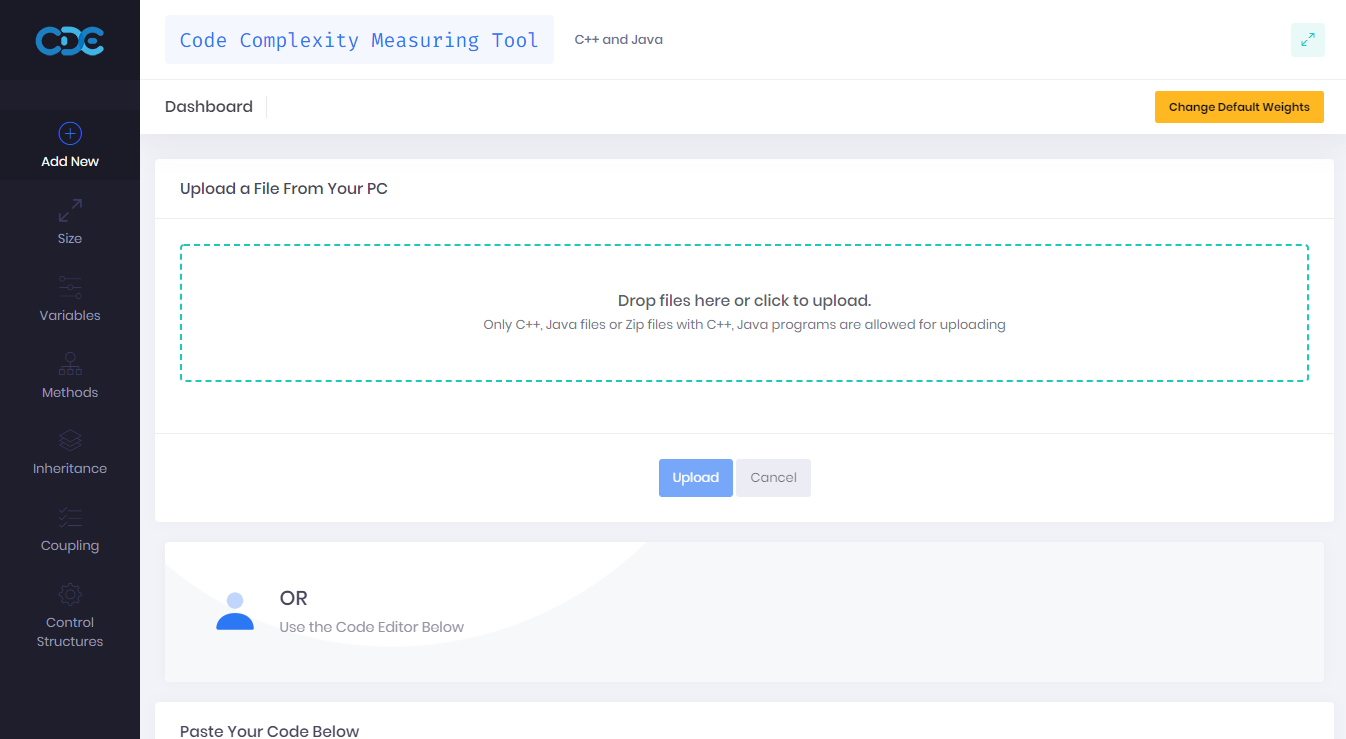 CDE
Code Complexity Measuring Tool
C++ and Java
Dashboard
Change Default Weights
Add New
Size
Variables
Methods
Inheritance
Coupling
Control
Structures
Upload a File From Your PC
Drop files here or click to upload.
Only C++, Java files or Zip files with C++, Java programs are allowed for uploading
Upload
Cancel
OR
Use the Code Editor Below
Paste Your Code Below